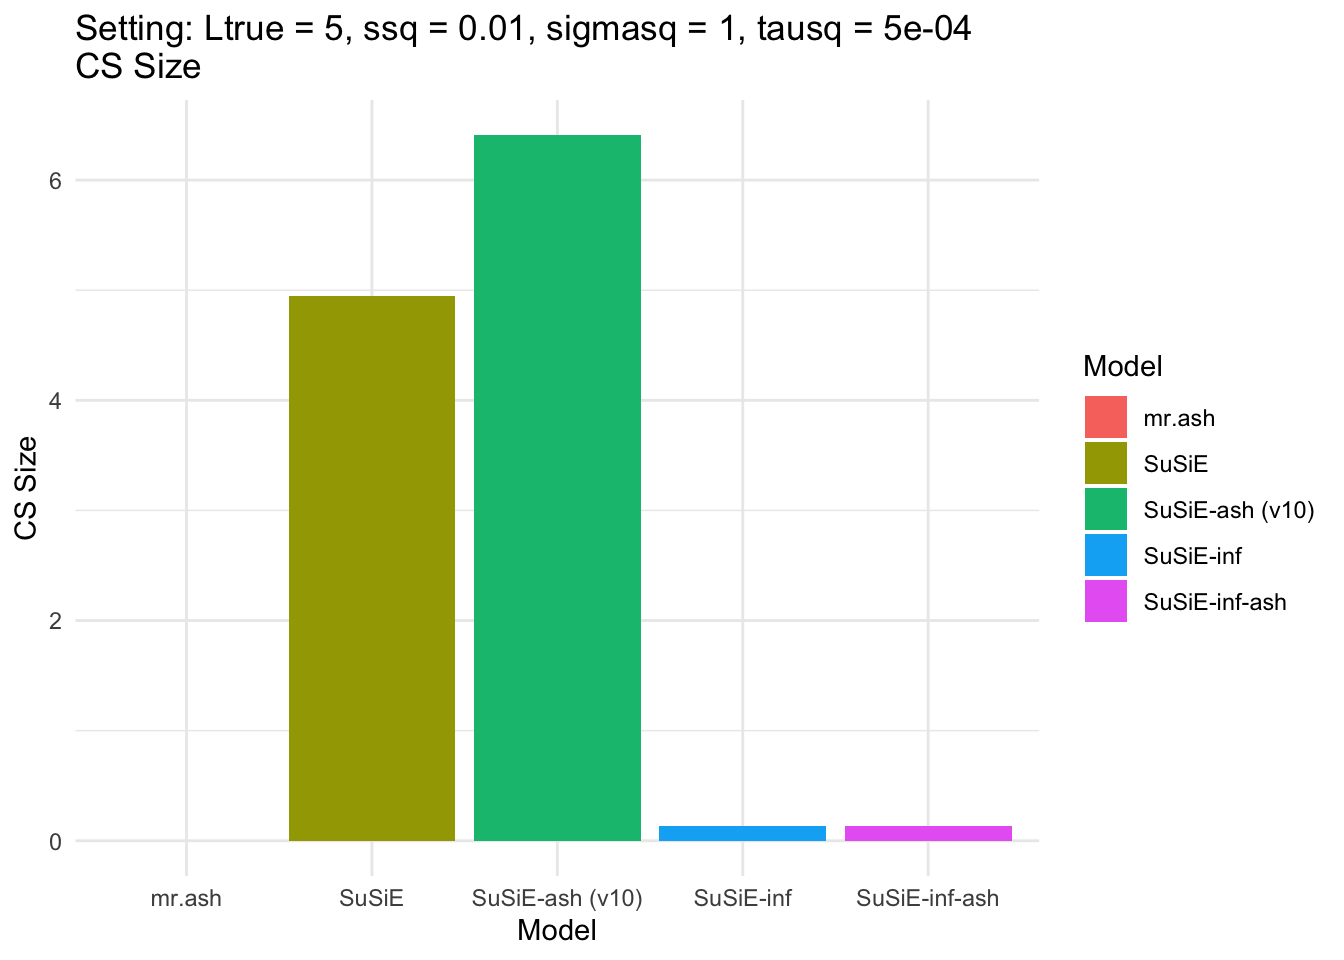 Setting: Ltrue = 5, ssq = 0.01, sigmasq = 1, tausq = 5e-04
CS Size
6
4
2
0
CS Size
mr.ash
SuSiE
SuSiE-ash (v10)
SuSiE-inf
SuSiE-inf-ash
Model
Model
mr.ash
SuSiE
SuSiE-ash (v10)
SuSiE-inf
SuSiE-inf-ash